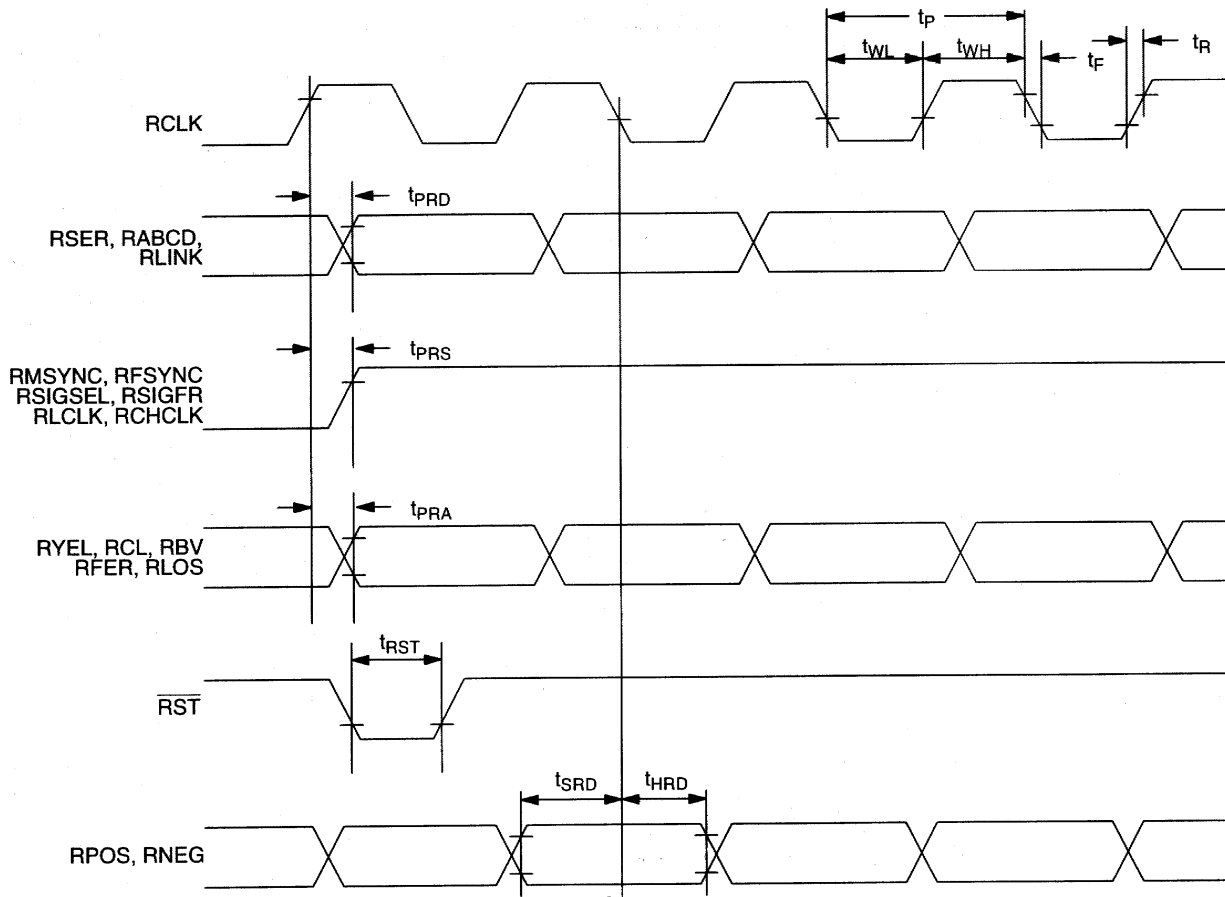 tP
tWL
tWH
tF
tR
RCLK
tPRD
RSER, RABCD,
RLINK
tPRS
RMSYNC, RFSYNC
RSIGSEL, RSIGFR
RLCLK, RCHCLK
tPRA
RYEL, RCL, RBV
RFER, RLOS
tRST
RST
tSRD
tHRD
RPOS, RNEG